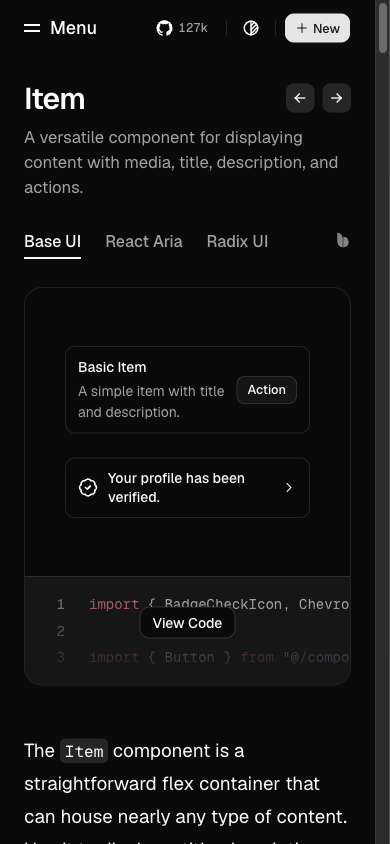 Menu
127k
New
Item
A versatile component for displaying
content with media, title, description, and
actions.
Base UI
React Aria
Radix UI
Basic Item
A simple item with title
and description.
Action
Your profile has been
verified.
1 import { BadgeCheckIcon, Chevro
View Code
2
3 import { Button } from "@/compo
The Item component is a
straightforward flex container that
can house nearly any type of content.